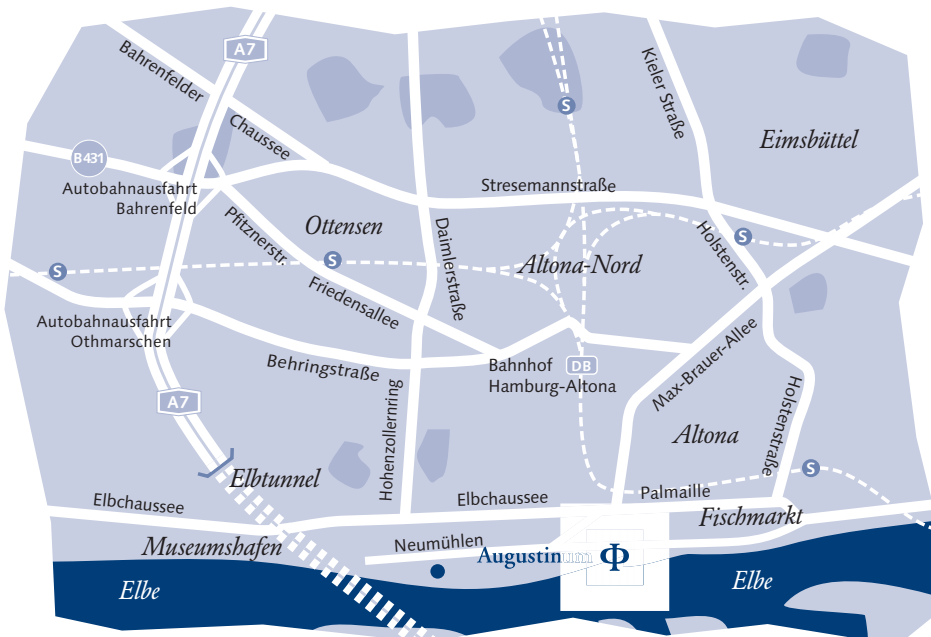 A7
Bahrenfelder
Chaussee
Kieler Straße
S
Eimsbüttel
B431
Autobahnausfahrt
Bahrenfeld
Stresemannstraße
Pfitznerstr.
Ottensen
Daimlerstraße
Holstenstr.
S
S
S
Altona-Nord
Friedensallee
Autobahnausfahrt
Othmarschen
Behringstraße
Bahnhof
Hamburg-Altona
DB
Max-Brauer-Allee
Holstenstraße
A7
Hohenzollernring
Altona
S
Elbtunnel
Elbchaussee
Elbchaussee
Palmaille
Fischmarkt
Museumshafen
Neumühlen
Augustinum
Φ
Elbe
Elbe